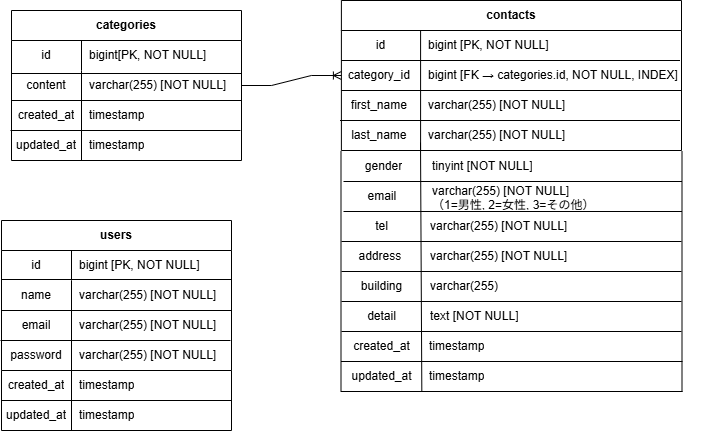 categories
id bigint[PK, NOT NULL]
content varchar(255) [NOT NULL]
created_at timestamp
updated_at timestamp
contacts
id bigint [PK, NOT NULL]
category_id bigint [FK → categories.id, NOT NULL, INDEX]
first_name varchar(255) [NOT NULL]
last_name varchar(255) [NOT NULL]
gender tinyint [NOT NULL]
email varchar(255) [NOT NULL]
（1=男性, 2=女性, 3=その他）
tel varchar(255) [NOT NULL]
address varchar(255) [NOT NULL]
building varchar(255)
detail text [NOT NULL]
created_at timestamp
updated_at timestamp
users
id bigint [PK, NOT NULL]
name varchar(255) [NOT NULL]
email varchar(255) [NOT NULL]
password varchar(255) [NOT NULL]
created_at timestamp
updated_at timestamp